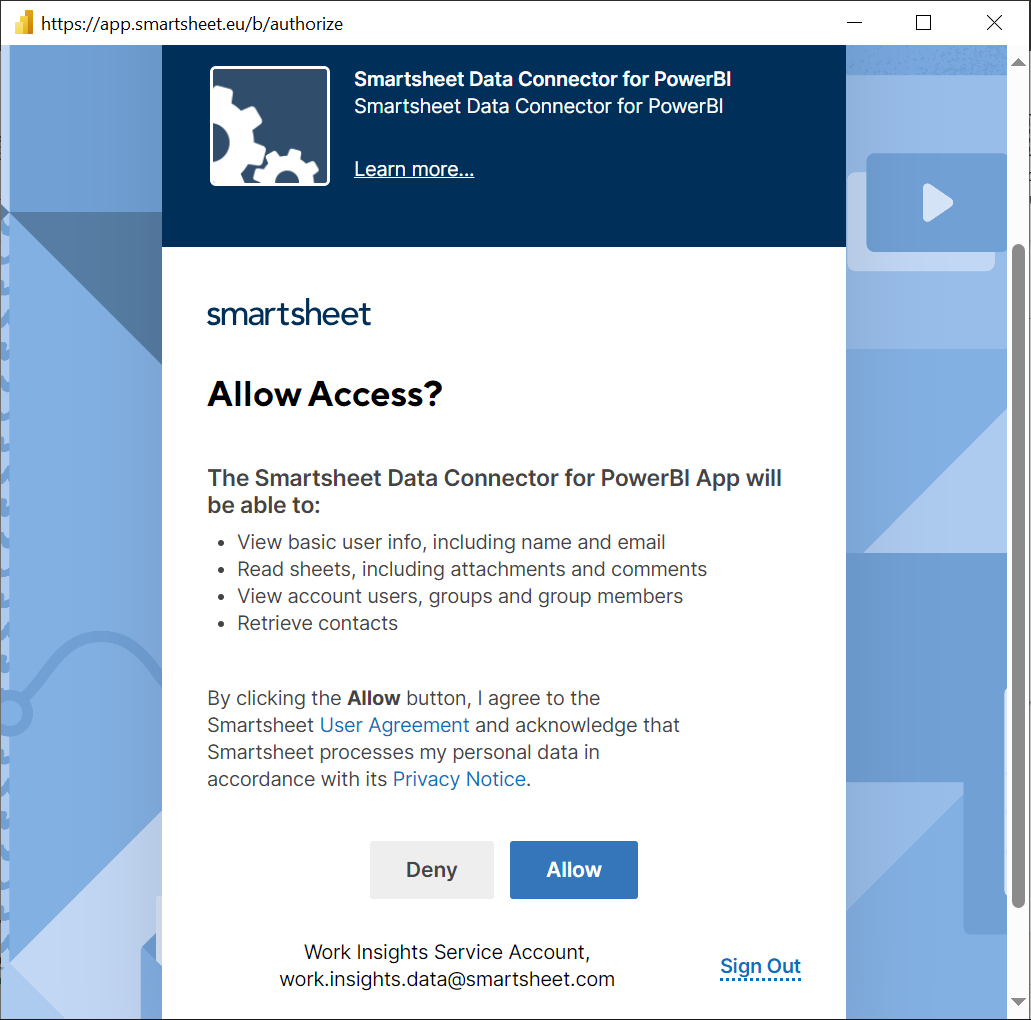 https://app.smartsheet.eu/b/authorize
Smartsheet Data Connector for PowerBI
Smartsheet Data Connector for PowerBI
Learn more...
smartsheet
Allow Access?
The Smartsheet Data Connector for PowerBI App will
be able to:
• View basic user info, including name and email
• Read sheets, including attachments and comments
• View account users, groups and group members
• Retrieve contacts
By clicking the Allow button, I agree to the
Smartsheet User Agreement and acknowledge that
Smartsheet processes my personal data in
accordance with its Privacy Notice.
Deny
Allow
Work Insights Service Account,
work.insights.data@smartsheet.com
Sign Out